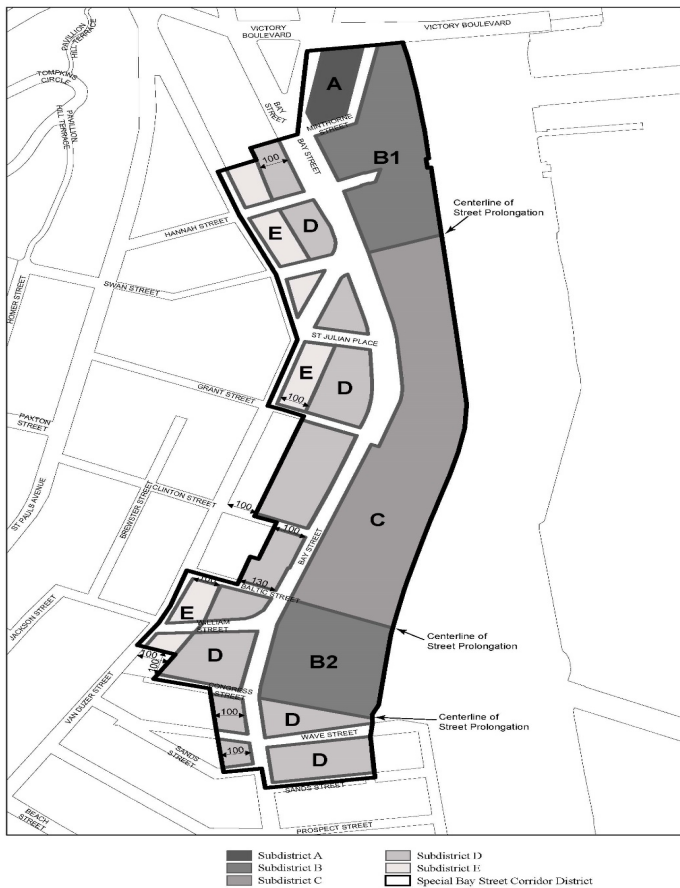 VICTORY
BOULEVARD
VICTORY BOULEVARD
PAVILLION
HILL TERRACE
TOMPKINS
CIRCLE
PAVILLION
HILL TERRACE
BAY
STREET
A
MINTHORNE
STREET
BAY STREET
100
B1
Centerline of
Street Prolongation
HANNAH STREET
E
D
HOMER STREET
SWAN STREET
ST JULIAN PLACE
E
D
GRANT STREET
100
PAXTON
STREET
ST PAULS AVENUE
BREWSTER STREET
CLINTON STREET
100
C
100
BAY STREET
130
BALTIC STREET
100
JACKSON STREET
E
WILLIAM
STREET
Centerline of
Street Prolongation
100
100
D
B2
CONGRESS
STREET
VAN DUZER STREET
100
D
Centerline of
Street Prolongation
WAVE STREET
SANDS
STREET
100
D
SANDS STREET
BEACH
STREET
PROSPECT STREET
Subdistrict A
Subdistrict B
Subdistrict C
Subdistrict D
Subdistrict E
Special Bay Street Corridor District